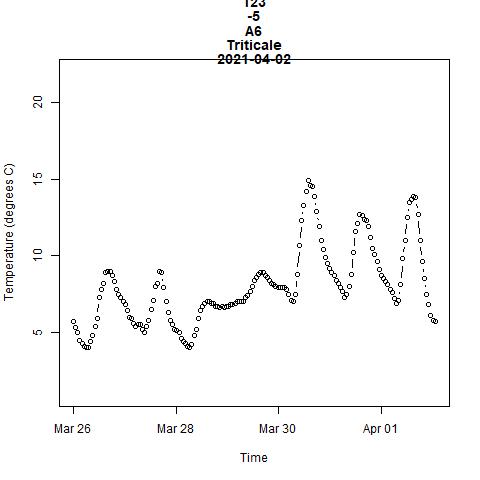 123
-5
A6
Triticale
2021-04-02
Temperature (degrees C)
20
15
10
5
Mar 26 Mar 28 Mar 30 Apr 01
Time